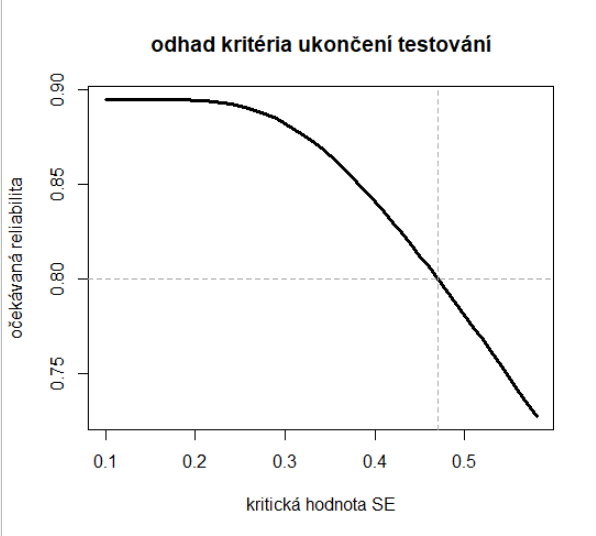 odhad kritéria ukončení testování
očekávaná reliabilita
0.90
0.85
0.80
0.75
0.1 0.2 0.3 0.4 0.5
kritická hodnota SE